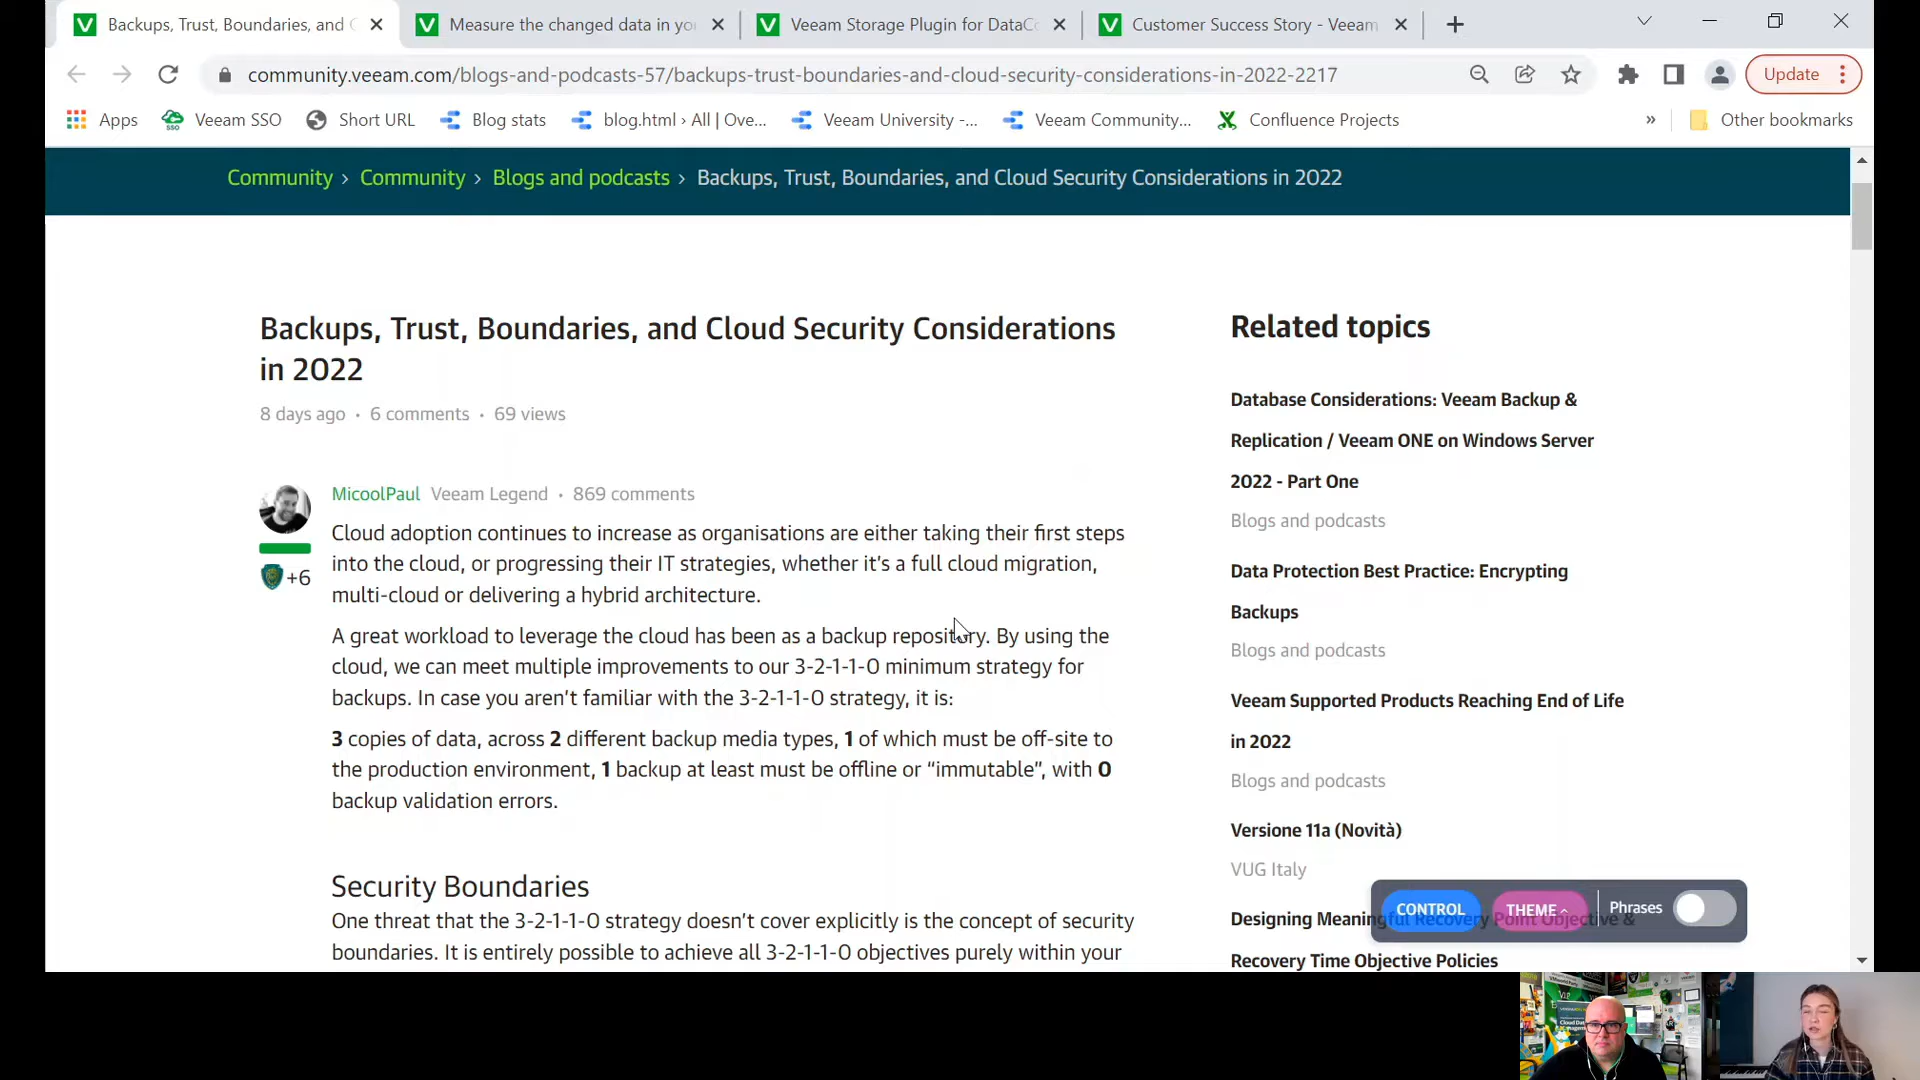 Backups, Trust, Boundaries, and C
Measure the changed data in yo
Veeam Storage Plugin for DataCo
Customer Success Story - Veeam
community.veeam.com/blogs-and-podcasts-57/backups-trust-boundaries-and-cloud-security-considerations-in-2022-2217
Update
Apps
Veeam SSO
Short URL
Blog stats
blog.html › All | Ove...
Veeam University -...
Veeam Community...
Confluence Projects
»
Other bookmarks
Community › Community › Blogs and podcasts › Backups, Trust, Boundaries, and Cloud Security Considerations in 2022
Backups, Trust, Boundaries, and Cloud Security Considerations
in 2022
8 days ago · 6 comments · 69 views
MicoolPaul Veeam Legend · 869 comments
+6
Cloud adoption continues to increase as organisations are either taking their first steps
into the cloud, or progressing their IT strategies, whether it's a full cloud migration,
multi-cloud or delivering a hybrid architecture.
A great workload to leverage the cloud has been as a backup repository. By using the
cloud, we can meet multiple improvements to our 3-2-1-1-0 minimum strategy for
backups. In case you aren't familiar with the 3-2-1-1-0 strategy, it is:
3 copies of data, across 2 different backup media types, 1 of which must be off-site to
the production environment, 1 backup at least must be offline or “immutable”, with 0
backup validation errors.
Security Boundaries
One threat that the 3-2-1-1-0 strategy doesn't cover explicitly is the concept of security
boundaries. It is entirely possible to achieve all 3-2-1-1-0 objectives purely within your
Related topics
Database Considerations: Veeam Backup &
Replication / Veeam ONE on Windows Server
2022 - Part One
Blogs and podcasts
Data Protection Best Practice: Encrypting
Backups
Blogs and podcasts
Veeam Supported Products Reaching End of Life
in 2022
Blogs and podcasts
Versione 11a (Novità)
VUG Italy
Designing Meaningful Recovery Point Objective &
Recovery Time Objective Policies
CONTROL
THEME
Phrases